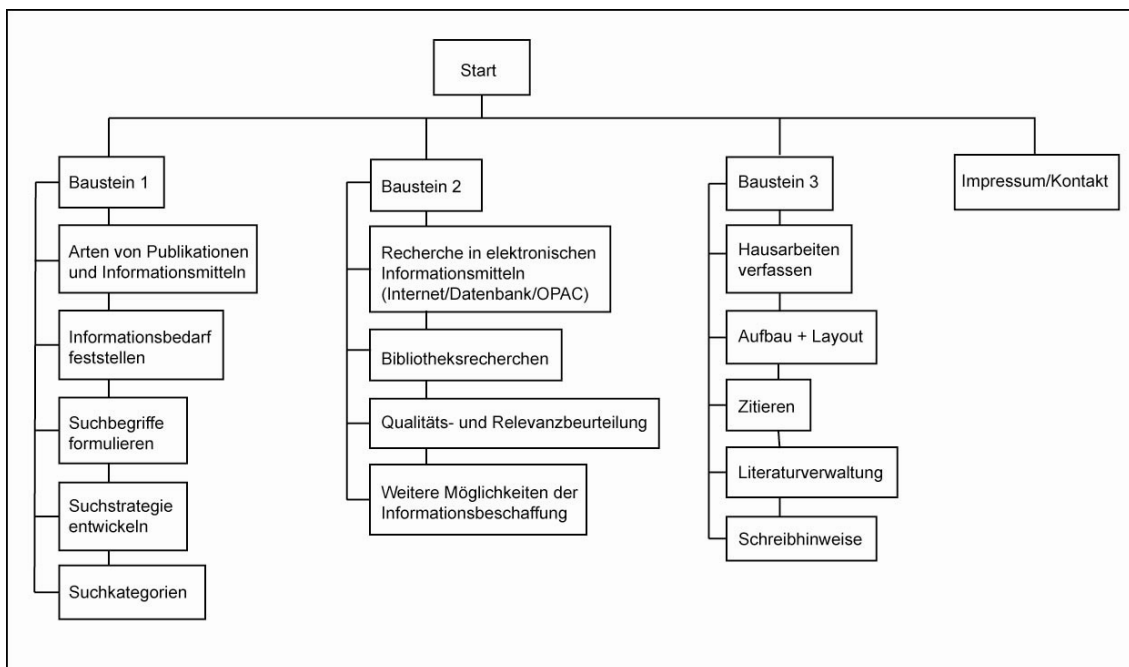 Start
Baustein 1
Arten von Publikationen
und Informationsmitteln
Informationsbedarf
feststellen
Suchbegriffe
formulieren
Suchstrategie
entwickeln
Suchkategorien
Baustein 2
Recherche in elektronischen
Informationsmitteln
(Internet/Datenbank/OPAC)
Bibliotheksrecherchen
Qualitäts- und Relevanzbeurteilung
Weitere Möglichkeiten der
Informationsbeschaffung
Baustein 3
Hausarbeiten
verfassen
Aufbau + Layout
Zitieren
Literaturverwaltung
Schreibhinweise
Impressum/Kontakt